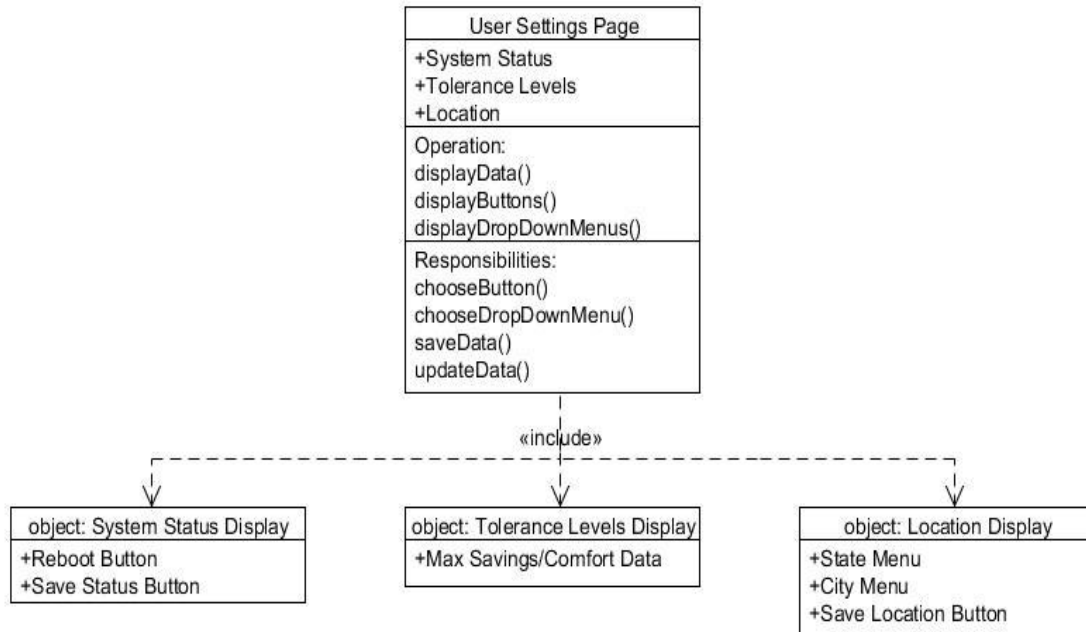 User Settings Page
+System Status
+Tolerance Levels
+Location
Operation:
displayData()
displayButtons()
displayDropDownMenus()
Responsibilities:
chooseButton()
chooseDropDownMenu()
saveData()
updateData()
«include»
object: System Status Display
+Reboot Button
+Save Status Button
object: Tolerance Levels Display
+Max Savings/Comfort Data
object: Location Display
+State Menu
+City Menu
+Save Location Button